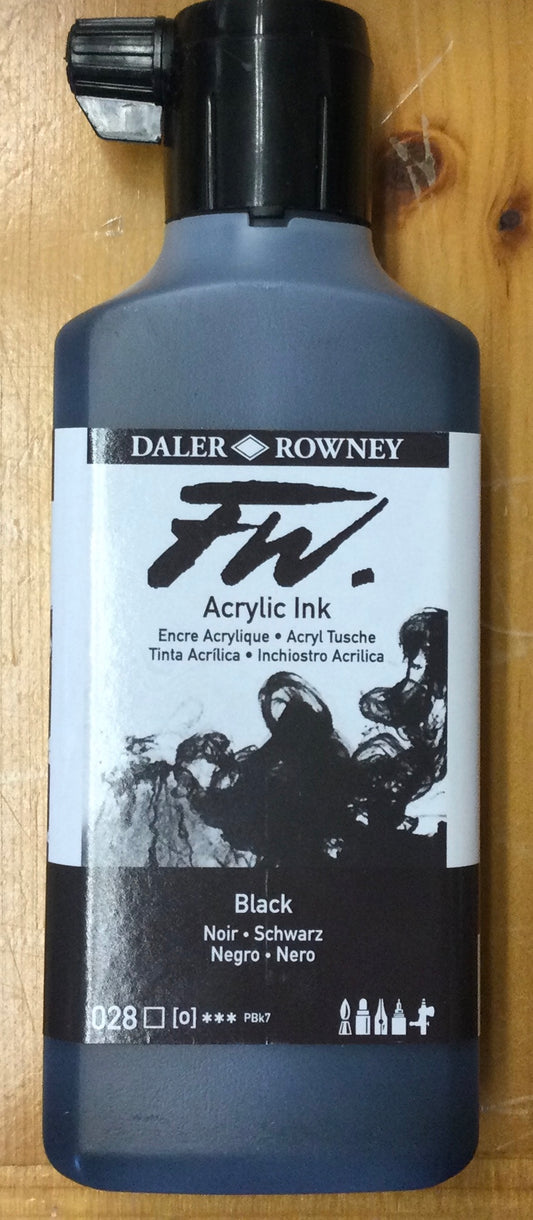 DALER ROWNEY
FW.
Acrylic Ink
Encre Acrylique • Acryl Tusche
Tinta Acrílica • Inchiostro Acrilica
Black
Noir • Schwarz
Negro • Nero
028 [o] *** PBk7